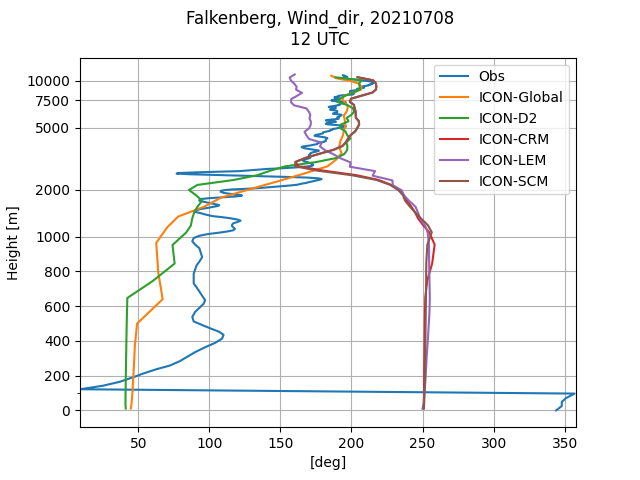 Falkenberg, Wind_dir, 20210708
12 UTC
Obs
ICON-Global
ICON-D2
ICON-CRM
ICON-LEM
ICON-SCM
Height [m]
10000
7500
5000
2000
1000
800
600
400
200
0
50 100 150 200 250 300 350
[deg]